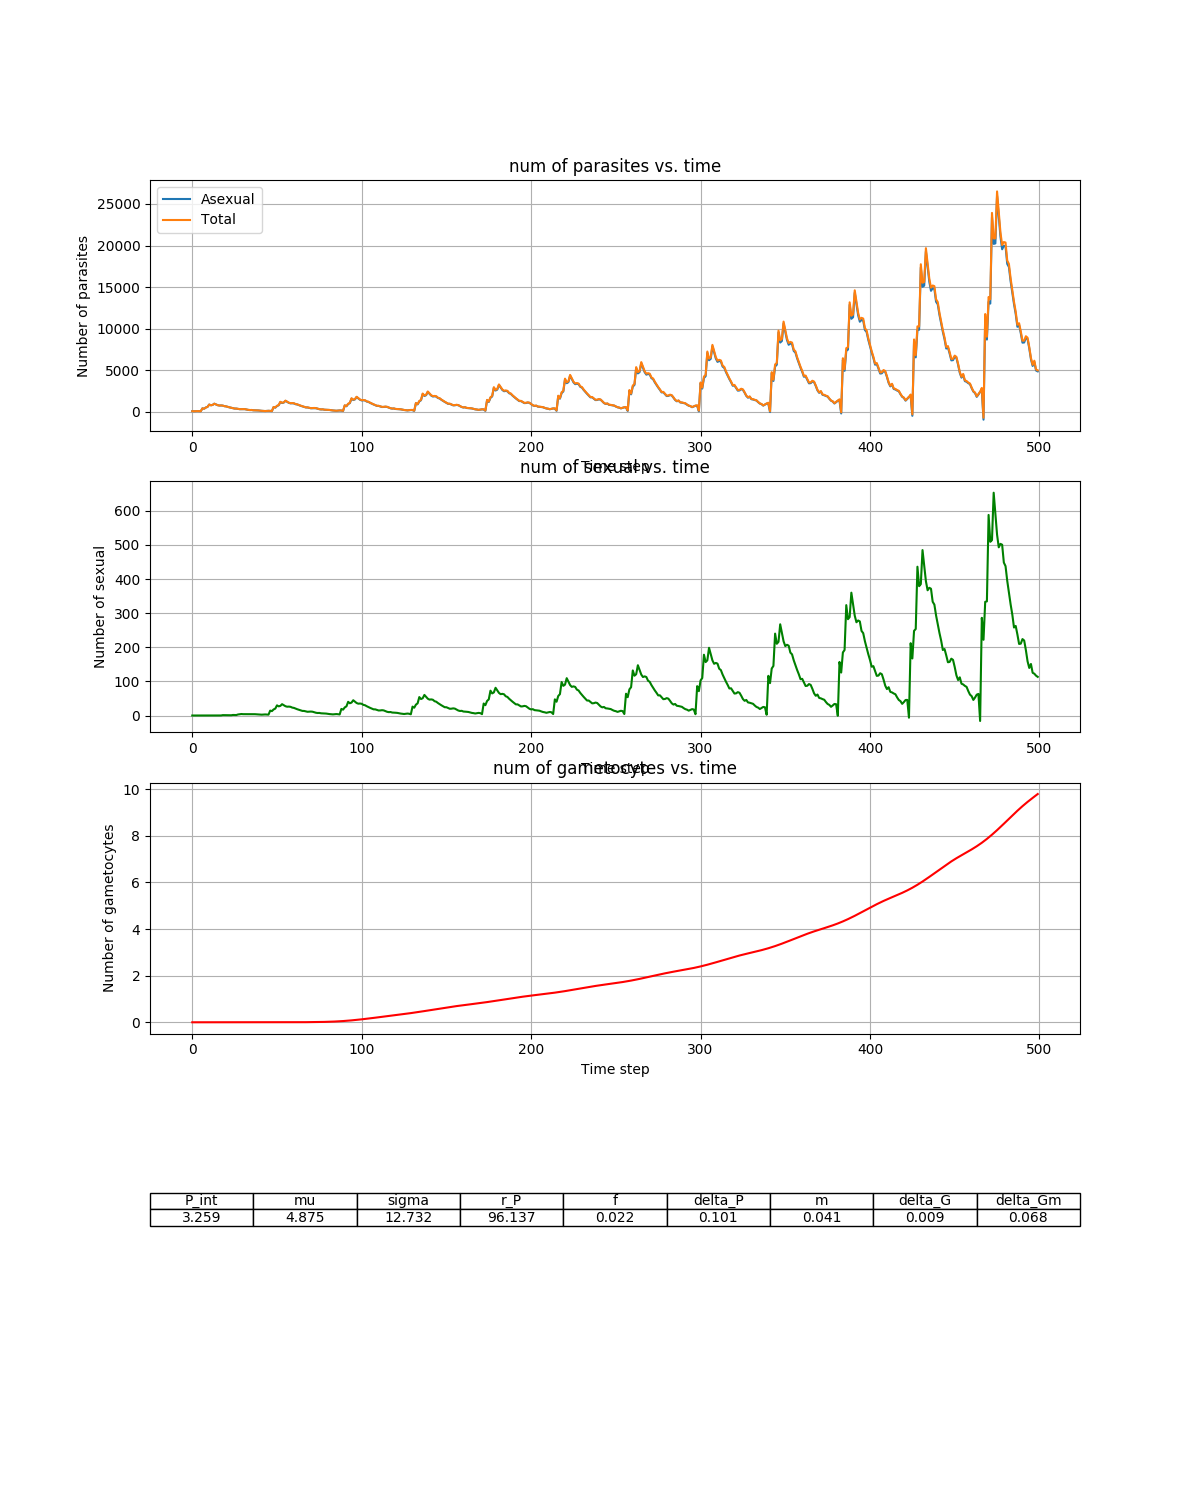 num of parasites vs. time
Asexual
Total
Number of parasites
25000
20000
15000
10000
5000
0
0 100 200 300 400 500
Time step
num of sexual vs. time
Number of sexual
600
500
400
300
200
100
0
0 100 200 300 400 500
Time step
num of gametocytes vs. time
Number of gametocytes
10
8
6
4
2
0
0 100 200 300 400 500
Time step
P_int mu sigma r_P f delta_P m delta_G delta_Gm
3.259 4.875 12.732 96.137 0.022 0.101 0.041 0.009 0.068